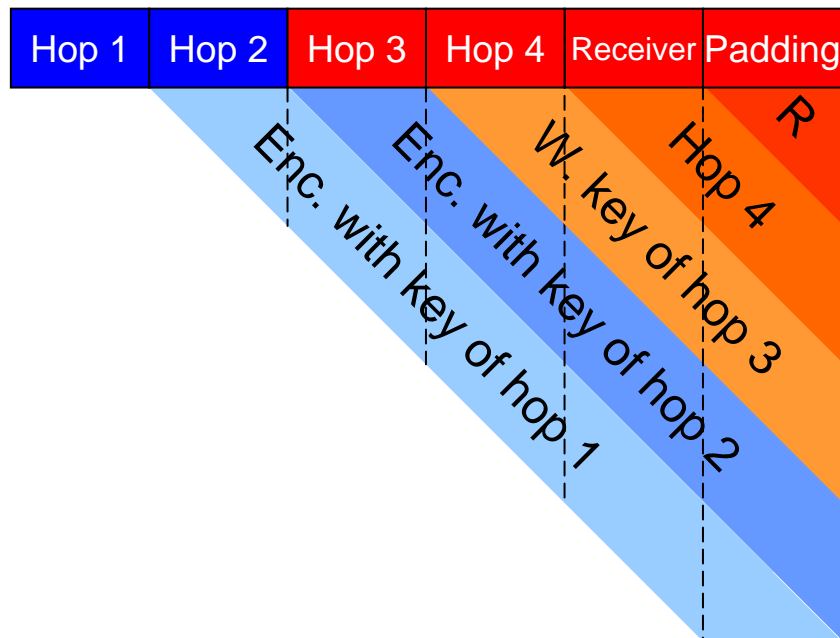 Hop 1 Hop 2 Hop 3 Hop 4 Receiver Padding
Enc. with key of hop 1
Enc. with key of hop 2
W. key of hop 3
Hop 4
R